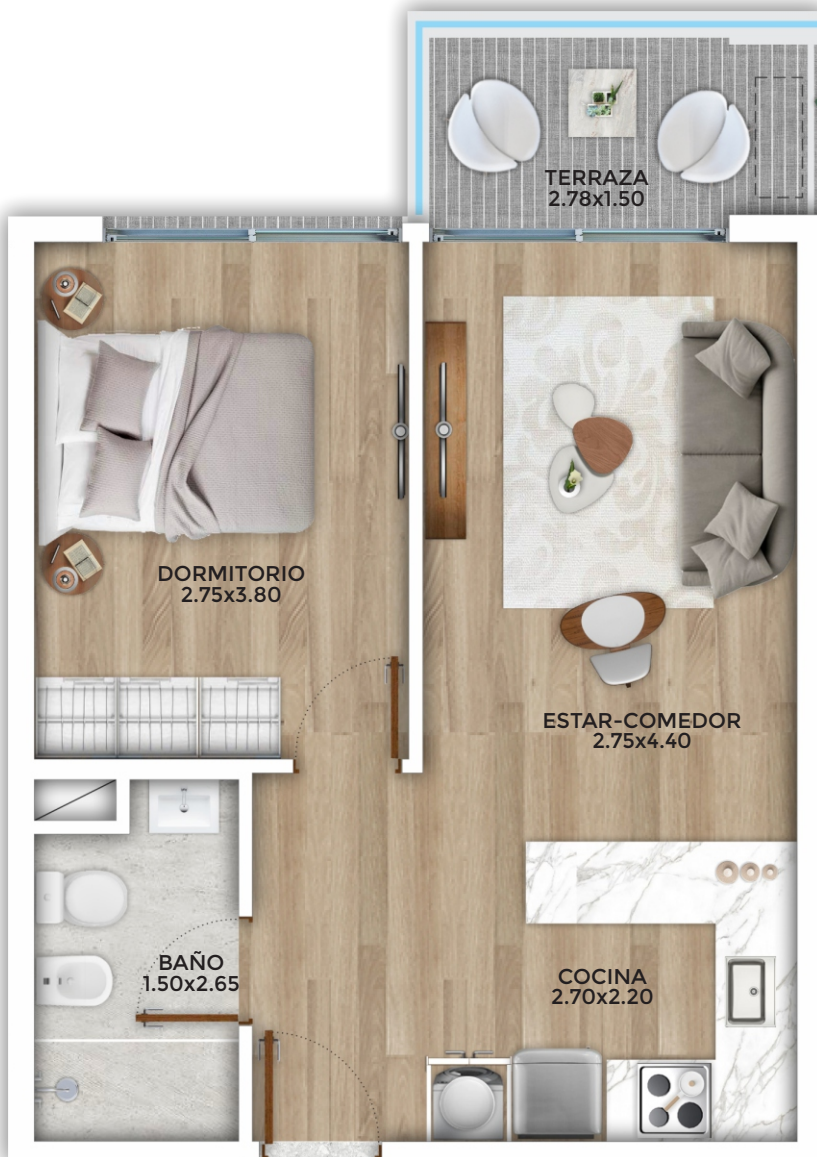 TERRAZA
2.78x1.50
DORMITORIO
2.75x3.80
ESTAR-COMEDOR
2.75x4.40
BAÑO
1.50x2.65
COCINA
2.70x2.20